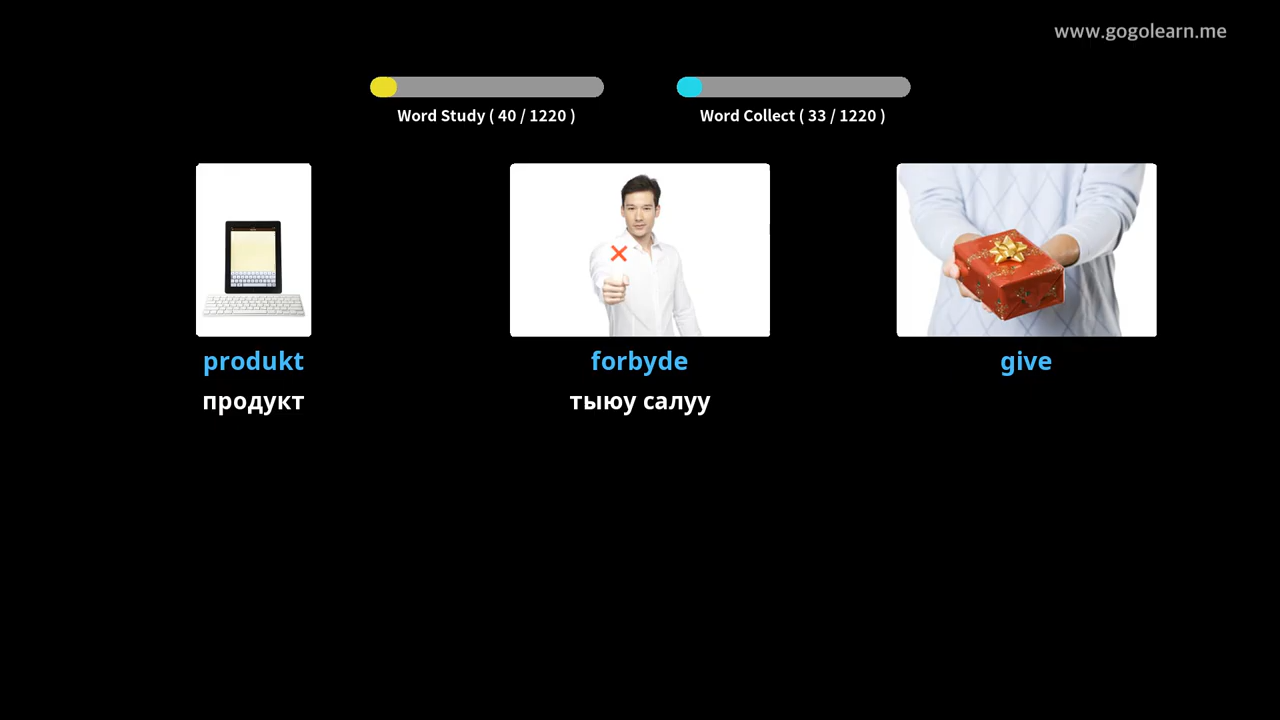 www.gogolearn.me
Word Study ( 40 / 1220 )
Word Collect ( 33 / 1220 )
produkt
продукт
forbyde
тыюу салуу
give